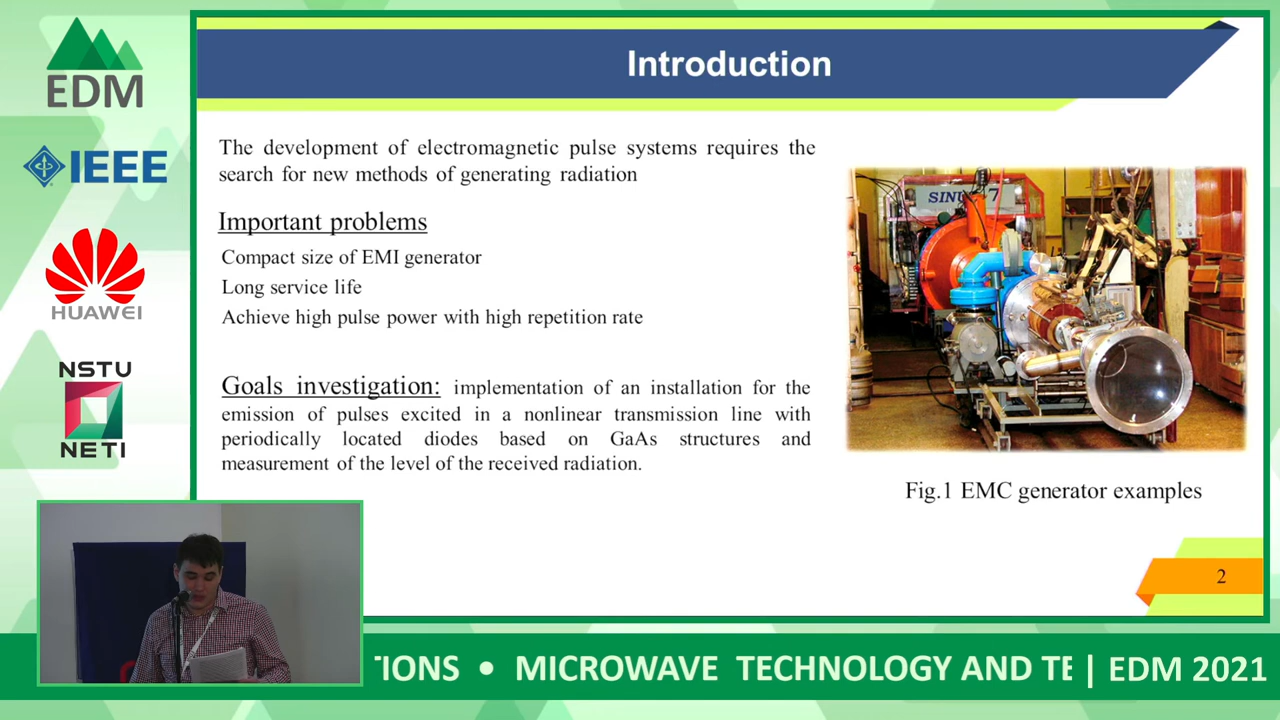 EDM
IEEE
HUAWEI
NSTU
NETI
Introduction
The development of electromagnetic pulse systems requires the
search for new methods of generating radiation
Important problems
Compact size of EMI generator
Long service life
Achieve high pulse power with high repetition rate
Goals investigation: implementation of an installation for the
emission of pulses excited in a nonlinear transmission line with
periodically located diodes based on GaAs structures and
measurement of the level of the received radiation.
7
Fig.1 EMC generator examples
2
TIONS • MICROWAVE TECHNOLOGY AND TE | EDM 2021